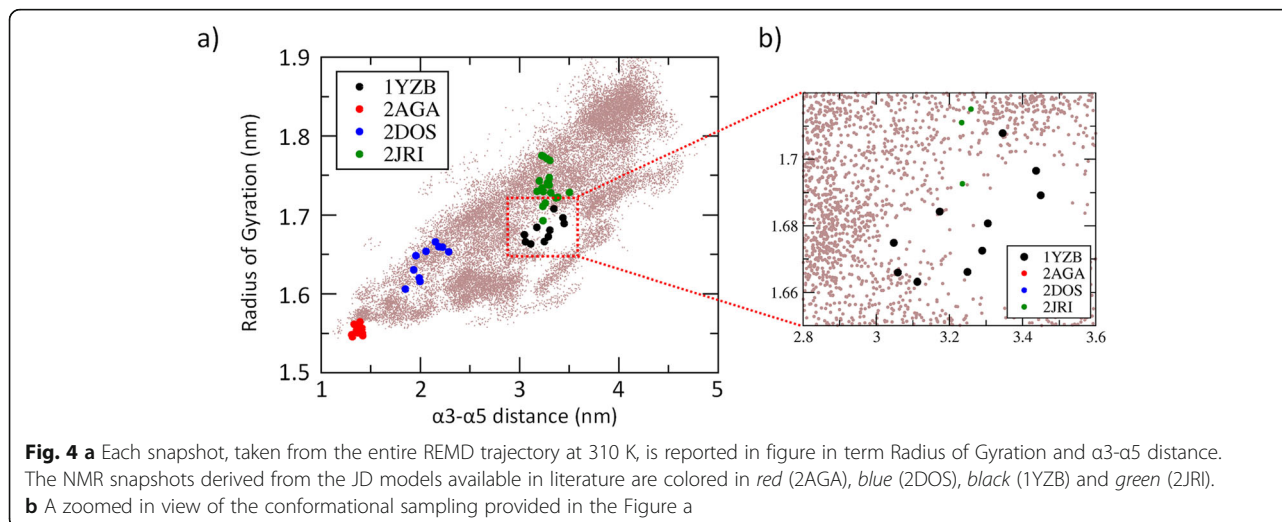 a)
b)
1.9
1.8
1.7
1.6
1.5
Radius of Gyration (nm)
1YZB
2AGA
2DOS
2JRI
1
2
3
4
5
α3-α5 distance (nm)
1.7
1.68
1.66
1YZB
2AGA
2DOS
2JRI
2.8
3
3.2
3.4
3.6
Fig. 4 a Each snapshot, taken from the entire REMD trajectory at 310 K, is reported in figure in term Radius of Gyration and α3-α5 distance.
The NMR snapshots derived from the JD models available in literature are colored in red (2AGA), blue (2DOS), black (1YZB) and green (2JRI).
b A zoomed in view of the conformational sampling provided in the Figure a